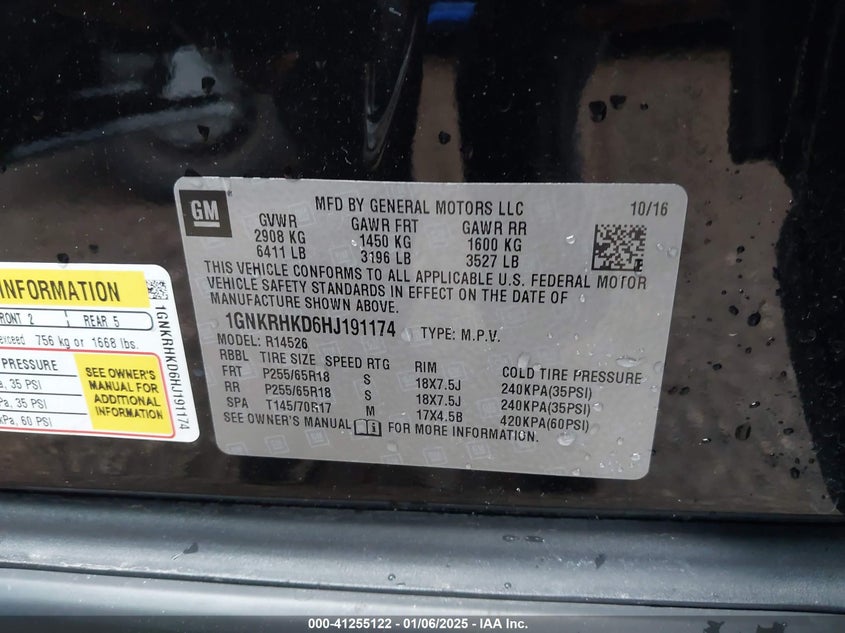 GM
MFD BY GENERAL MOTORS LLC
10/16
GVWR GAWR FRT GAWR RR
2908 KG 1450 KG 1600 KG
6411 LB 3196 LB 3527 LB
THIS VEHICLE CONFORMS TO ALL APPLICABLE U.S. FEDERAL MOTOR
VEHICLE SAFETY STANDARDS IN EFFECT ON THE DATE OF
MANUFACTURE SHOWN ABOVE.
1GNKRHKD6HJ191174 TYPE: M.P.V.
MODEL: R14526
RBBL TIRE SIZE SPEED RTG RIM COLD TIRE PRESSURE
FRT P255/65R18 S 18X7.5J 240KPA(35PSI)
RR P255/65R18 S 18X7.5J 240KPA(35PSI)
SPA T145/70R17 M 17X4.5B 420KPA(60PSI)
SEE OWNER'S MANUAL FOR MORE INFORMATION.
INFORMATION
FRONT 2 REAR 5
exceed 756 kg or 1668 lbs.
PRESSURE
, 35 PSI
, 35 PSI
kPa, 60 PSI
SEE OWNER'S
MANUAL FOR
ADDITIONAL
INFORMATION
1GNKRHKD6HJ191174
000-41255122 - 01/06/2025 - IAA Inc.